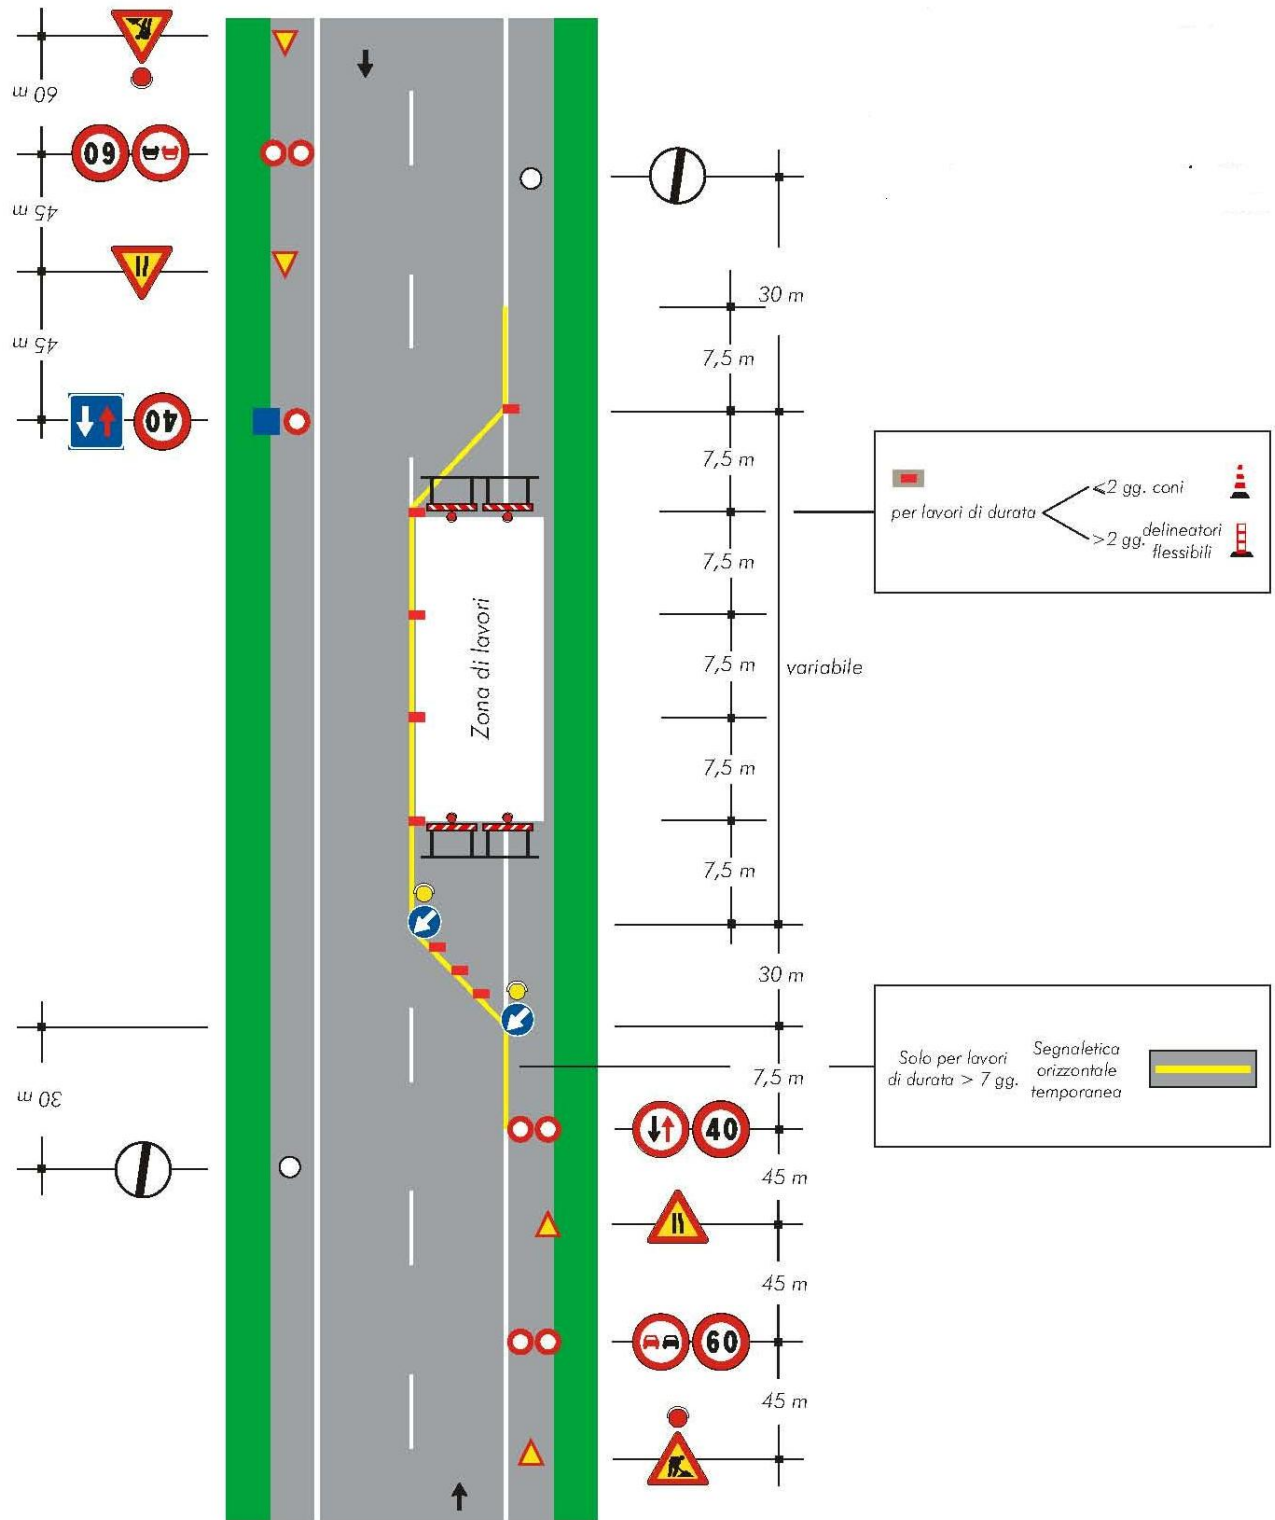 60 m
60
45 m
45 m
40
30 m
30 m
7,5 m
7,5 m
7,5 m
7,5 m
7,5 m
7,5 m
variabile
30 m
7,5 m
40
45 m
45 m
60
45 m
Zona di lavori
per lavori di durata
<2 gg. coni
>2 gg. delineatori
flessibili
Solo per lavori
di durata > 7 gg.
Segnaletica
orizzontale
temporanea